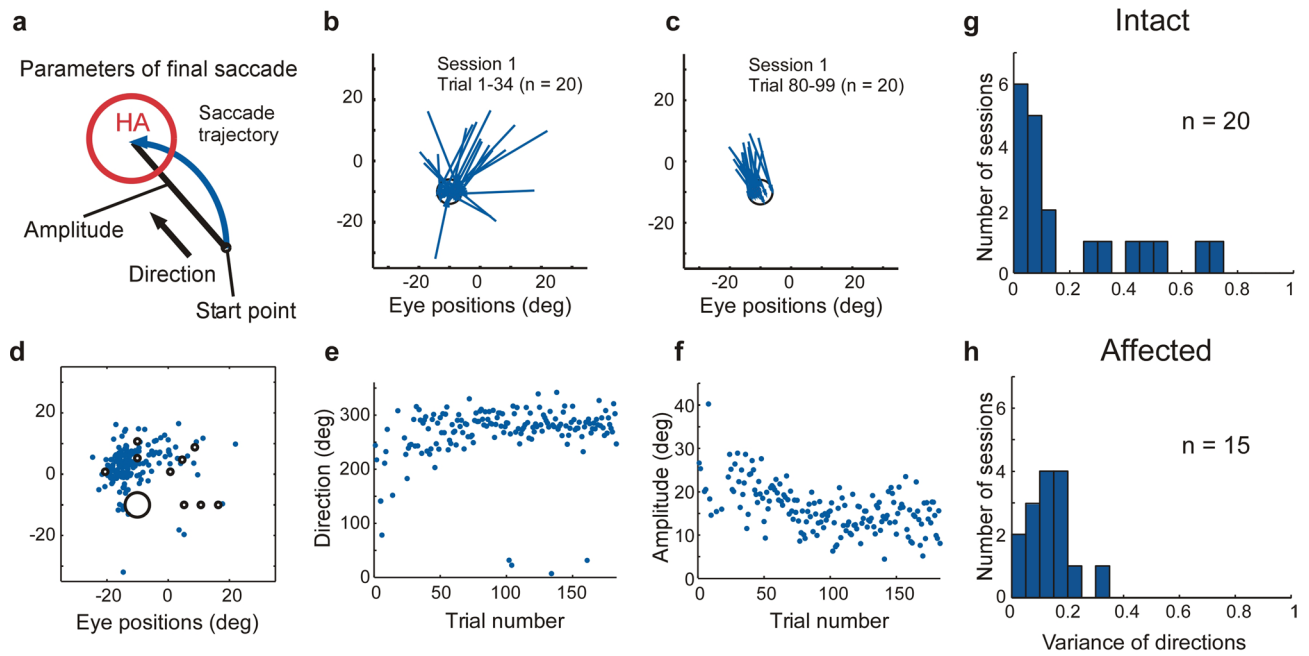 a
Parameters of final saccade
HA
Saccade
trajectory
Amplitude
Direction
Start point
b
Session 1
Trial 1-34 (n = 20)
20
0
-20
-20
0
20
Eye positions (deg)
c
Session 1
Trial 80-99 (n = 20)
20
0
-20
-20
0
20
Eye positions (deg)
g
Intact
n = 20
Number of sessions
6
4
2
0
0
0.2
0.4
0.6
0.8
1
d
20
0
-20
-20
0
20
Eye positions (deg)
e
Direction (deg)
300
200
100
0
0
50
100
150
Trial number
f
Amplitude (deg)
40
30
20
10
0
0
50
100
150
Trial number
h
Affected
n = 15
Number of sessions
6
4
2
0
0
0.2
0.4
0.6
0.8
1
Variance of directions